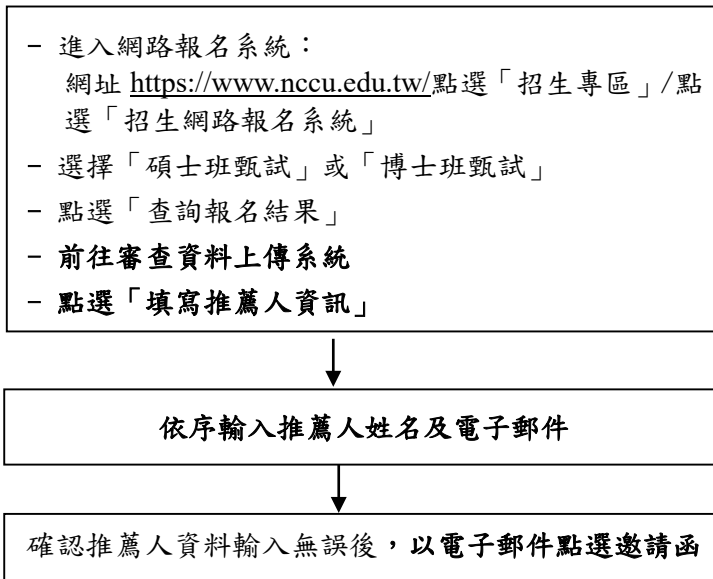 - 進入網路報名系統：
網址 https://www.nccu.edu.tw/點選「招生專區」/點
選「招生網路報名系統」
- 選擇「碩士班甄試」或「博士班甄試」
- 點選「查詢報名結果」
- 前往審查資料上傳系統
- 點選「填寫推薦人資訊」
依序輸入推薦人姓名及電子郵件
確認推薦人資料輸入無誤後，以電子郵件點選邀請函